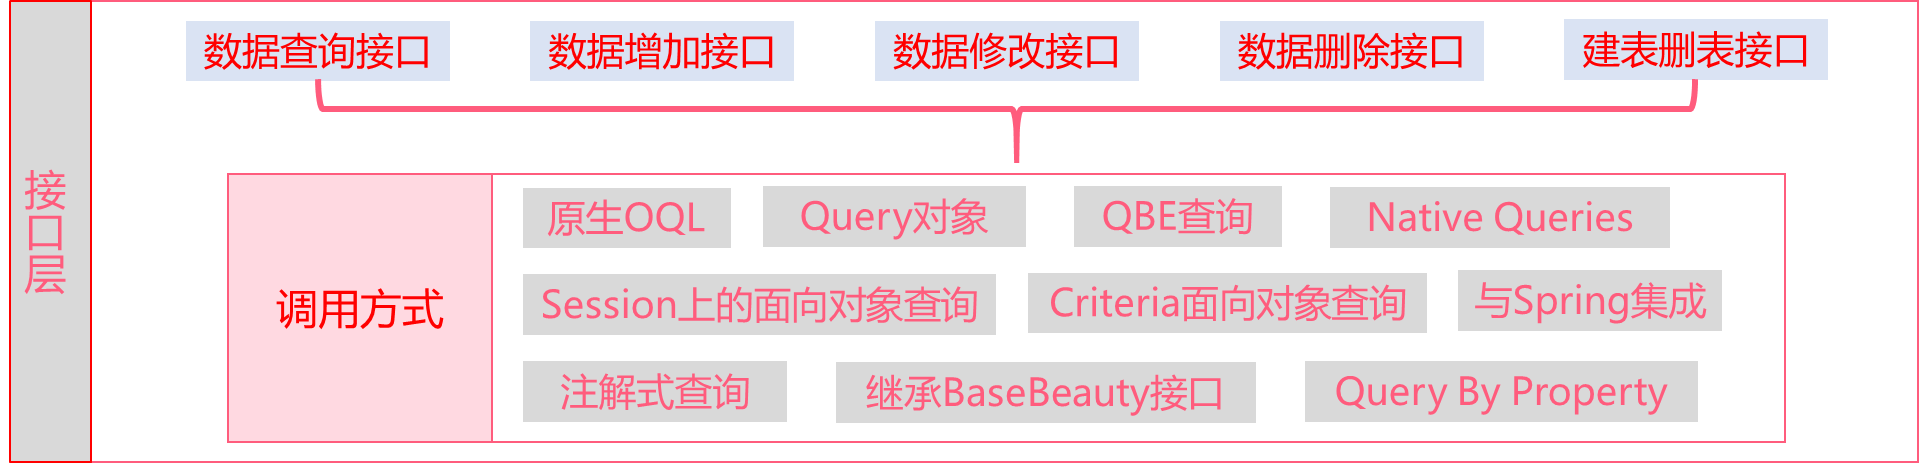 接口层
数据查询接口
数据增加接口
数据修改接口
数据删除接口
建表删表接口
调用方式
原生OQL
Query对象
QBE查询
Native Queries
Session上的面向对象查询
Criteria面向对象查询
与Spring集成
注解式查询
继承BaseBeauty接口
Query By Property